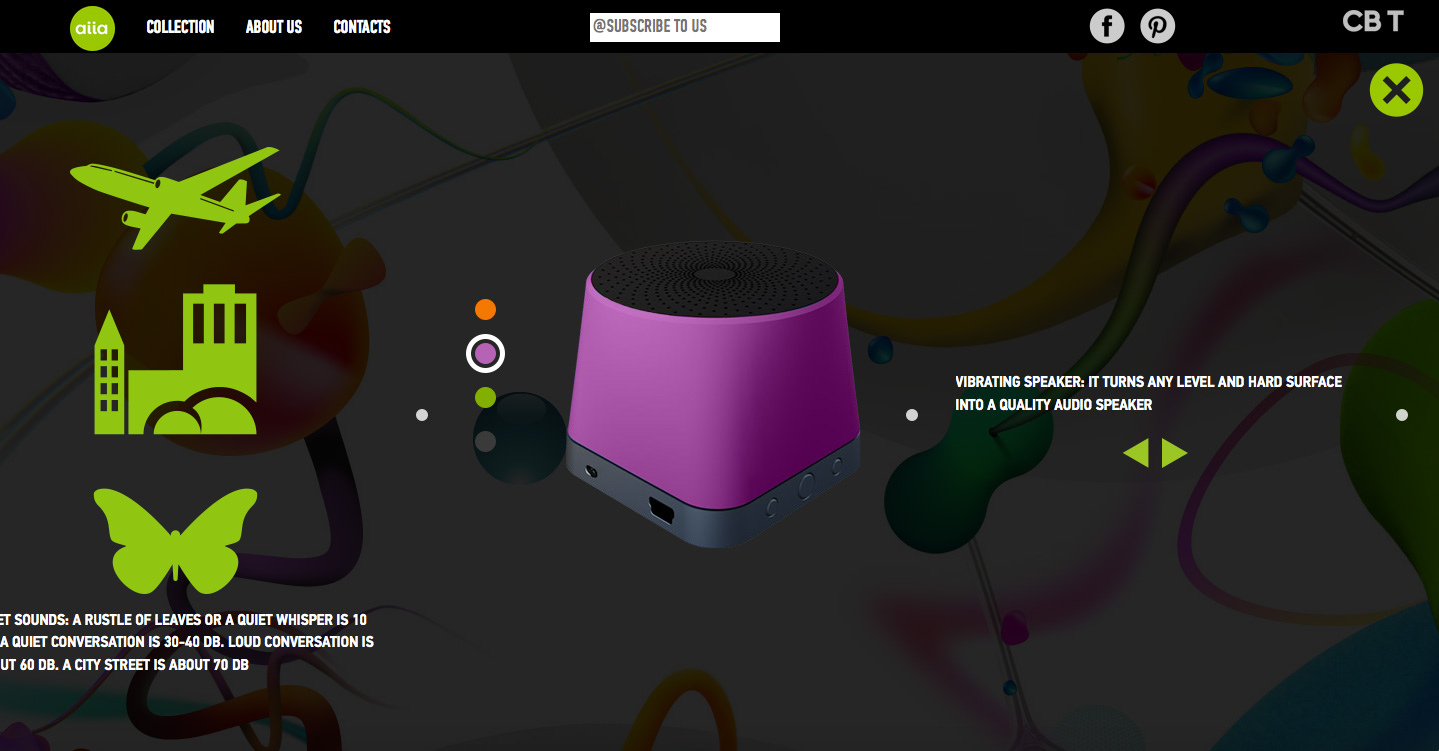 aiia
COLLECTION
ABOUT US
CONTACTS
@SUBSCRIBE TO US
f
CB T
VIBRATING SPEAKER: IT TURNS ANY LEVEL AND HARD SURFACE
INTO A QUALITY AUDIO SPEAKER
ET SOUNDS: A RUSTLE OF LEAVES OR A QUIET WHISPER IS 10
A QUIET CONVERSATION IS 30-40 DB. LOUD CONVERSATION IS
UT 60 DB. A CITY STREET IS ABOUT 70 DB